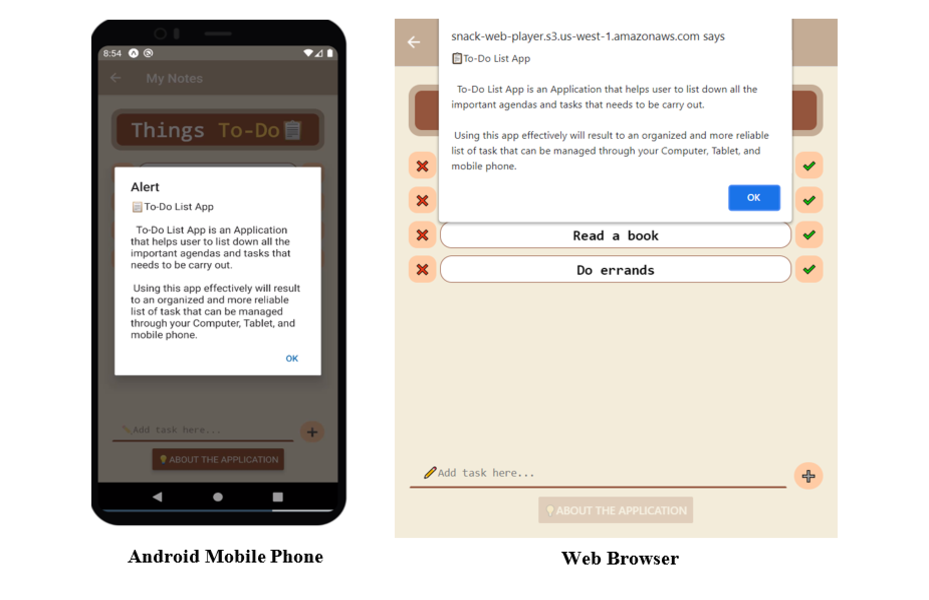 8:54
My Notes
Things To-Do
Alert
To-Do List App
To-Do List App is an Application
that helps user to list down all the
important agendas and tasks that
needs to be carry out.
Using this app effectively will result
to an organized and more reliable
list of task that can be managed
through your Computer, Tablet, and
mobile phone.
OK
Add task here...
ABOUT THE APPLICATION
Android Mobile Phone
snack-web-player.s3.us-west-1.amazonaws.com says
To-Do List App
To-Do List App is an Application that helps user to list down all the
important agendas and tasks that needs to be carry out.
Using this app effectively will result to an organized and more reliable
list of task that can be managed through your Computer, Tablet, and
mobile phone.
OK
Read a book
Do errands
Add task here...
ABOUT THE APPLICATION
Web Browser